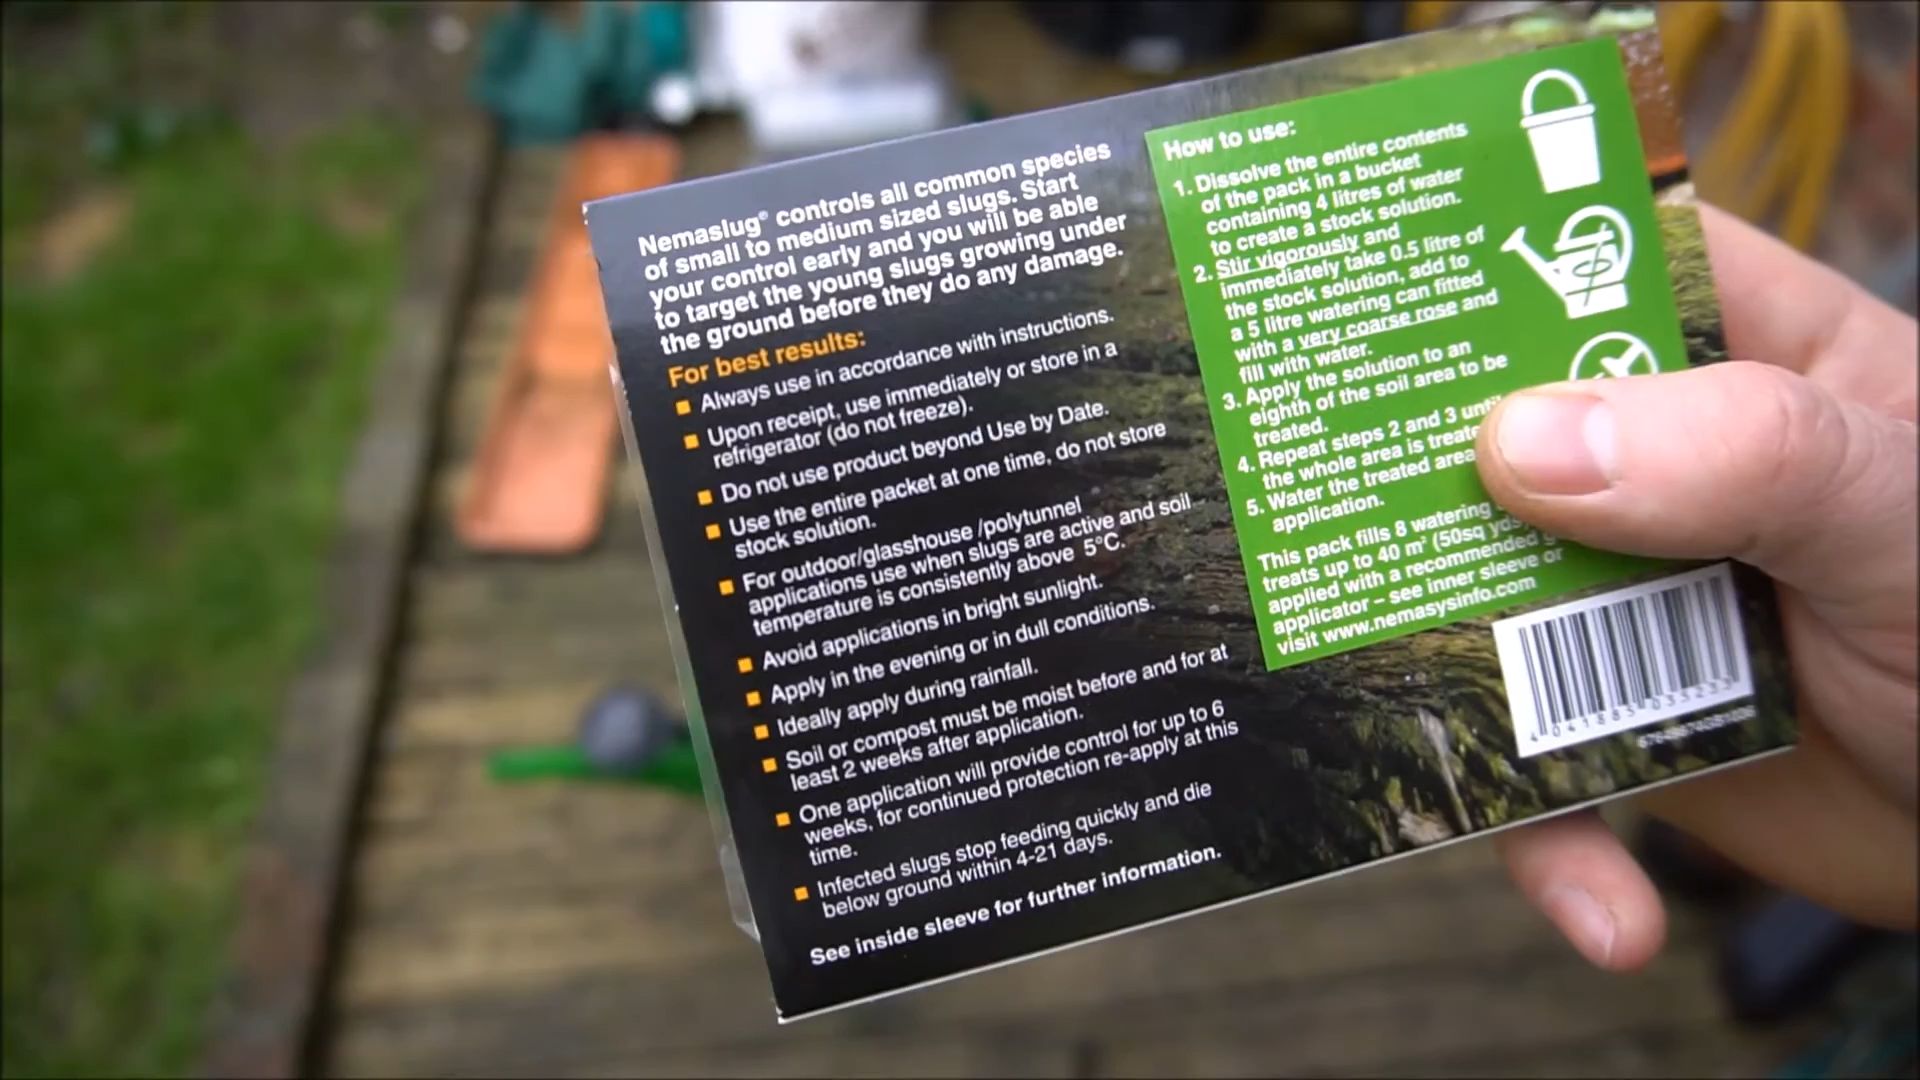 Nemaslug® controls all common species
of small to medium sized slugs. Start
your control early and you will be able
to target the young slugs growing under
the ground before they do any damage.
For best results:
Always use in accordance with instructions.
Upon receipt, use immediately or store in a
refrigerator (do not freeze).
Do not use product beyond Use by Date.
Use the entire packet at one time, do not store
stock solution.
For outdoor/glasshouse /polytunnel
applications use when slugs are active and soil
temperature is consistently above 5°C.
Avoid applications in bright sunlight.
Apply in the evening or in dull conditions.
Ideally apply during rainfall.
Soil or compost must be moist before and for at
least 2 weeks after application.
One application will provide control for up to 6
weeks, for continued protection re-apply at this
time.
Infected slugs stop feeding quickly and die
below ground within 4-21 days.
See inside sleeve for further information.
How to use:
1. Dissolve the entire contents
of the pack in a bucket
containing 4 litres of water
to create a stock solution.
2. Stir vigorously and
immediately take 0.5 litre of
the stock solution, add to
a 5 litre watering can fitted
with a very coarse rose and
fill with water.
3. Apply the solution to an
eighth of the soil area to be
treated.
4. Repeat steps 2 and 3
the whole area is
5. Water the treated area
application.
This pack fills 8 watering
treats up to 40 m² (50sq yds)
applied with a recommended
applicator – see inner sleeve or
visit www.nemasysinfo.com